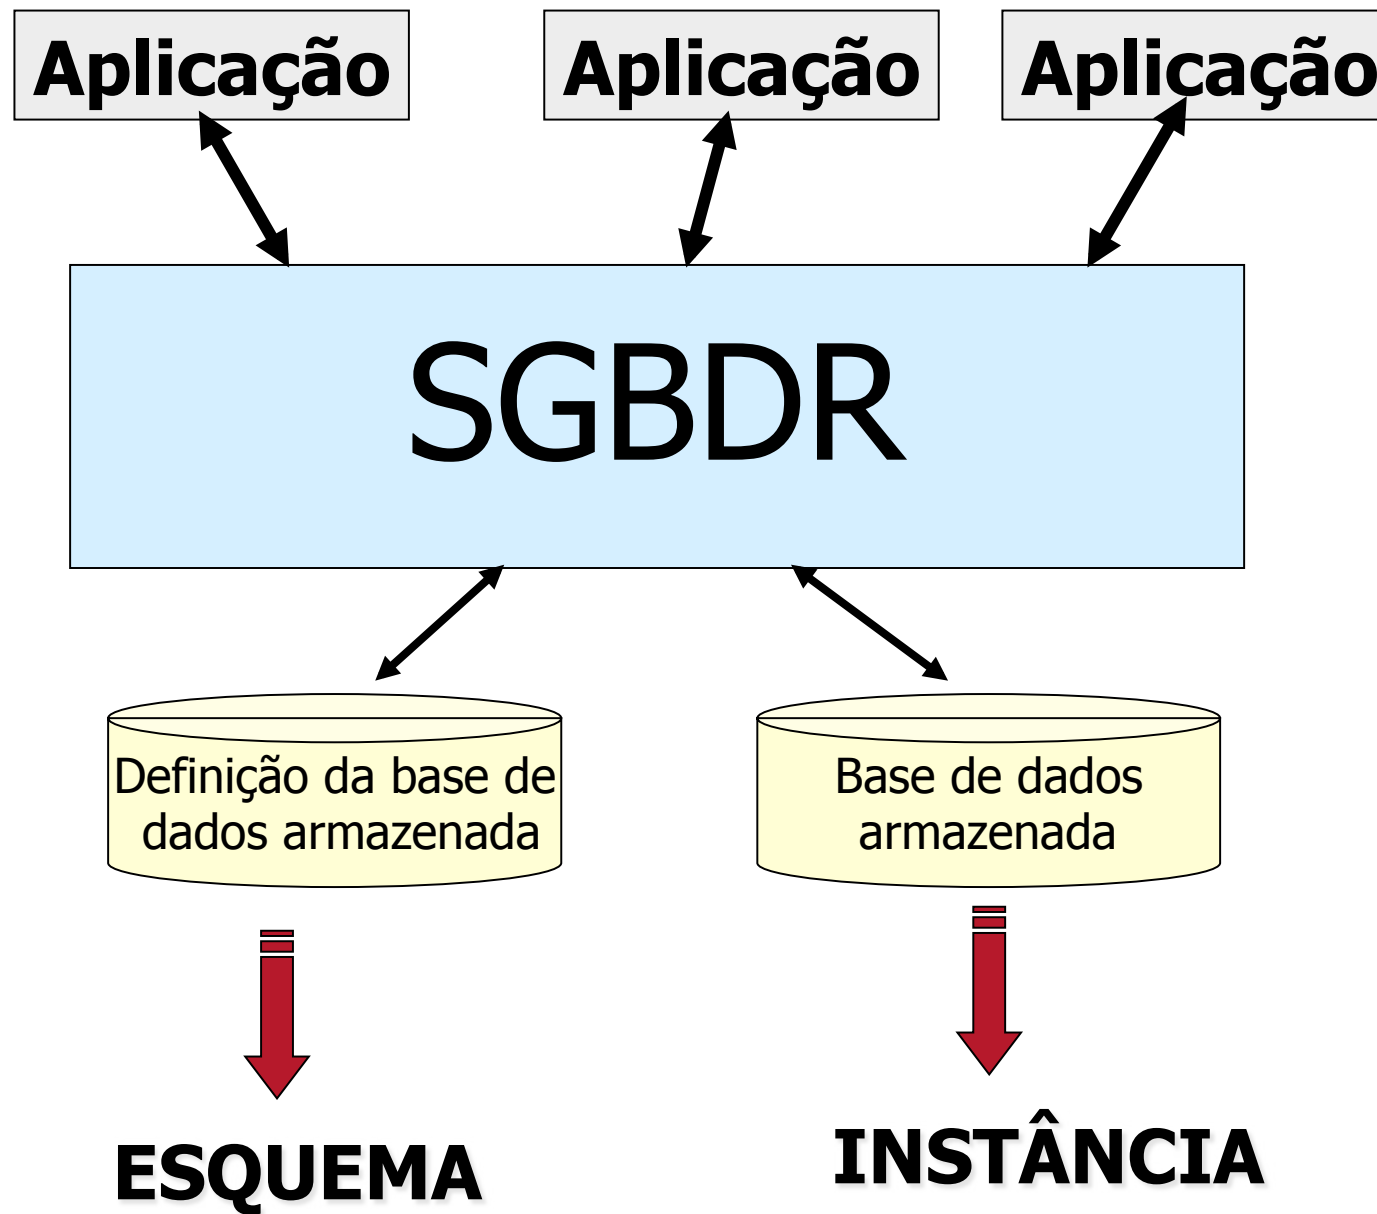 Aplicação
Aplicação
Aplicação
SGBDR
Definição da base de
dados armazenada
Base de dados
armazenada
ESQUEMA
INSTÂNCIA